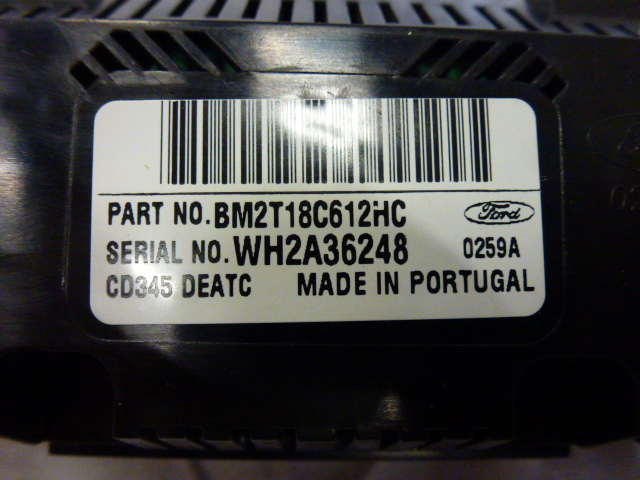 PART NO.BM2T18C612HC
Ford
SERIAL NO.WH2A36248
0259A
CD345 DEATC
MADE IN PORTUGAL